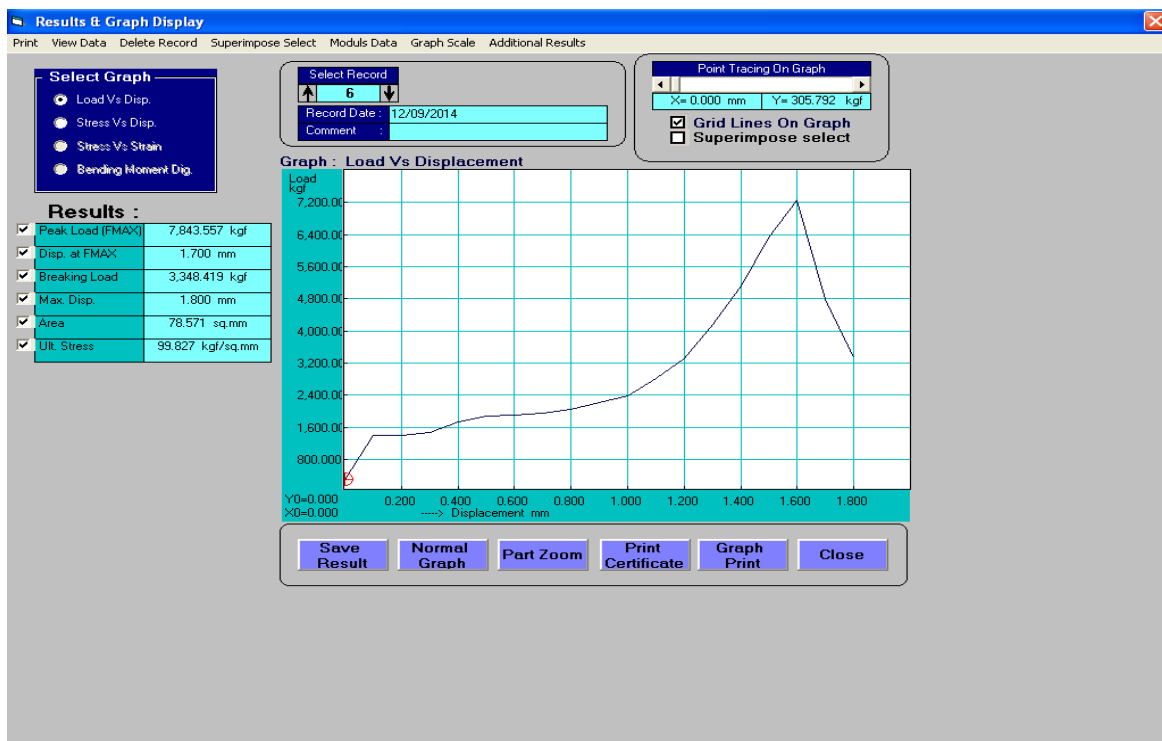 Results & Graph Display
Print View Data Delete Record Superimpose Select Moduls Data Graph Scale Additional Results
Select Graph
Load Vs Disp.
Stress Vs Disp.
Stress Vs Strain
Bending Moment Dig.
Select Record
6
Record Date : 12/09/2014
Comment :
Point Tracing On Graph
X= 0.000 mm Y= 305.792 kgf
Grid Lines On Graph
Superimpose select
Results :
Peak Load (FMAX) 7,843.557 kgf
Disp. at FMAX 1.700 mm
Breaking Load 3,348.419 kgf
Max. Disp. 1.800 mm
Area 78.571 sq.mm
Ult. Stress 99.827 kgf/sq.mm
Graph : Load Vs Displacement
Load
kgf
7,200.00
6,400.00
5,600.00
4,800.00
4,000.00
3,200.00
2,400.00
1,600.00
800.000
Y0=0.000 0.200 0.400 0.600 0.800 1.000 1.200 1.400 1.600 1.800
X0=0.000 ----> Displacement mm
Save Result
Normal Graph
Part Zoom
Print Certificate
Graph Print
Close